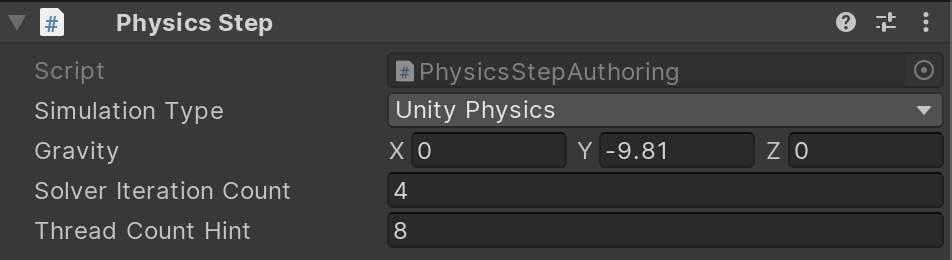 Physics Step
Script PhysicsStepAuthoring
Simulation Type Unity Physics
Gravity X 0 Y -9.81 Z 0
Solver Iteration Count 4
Thread Count Hint 8